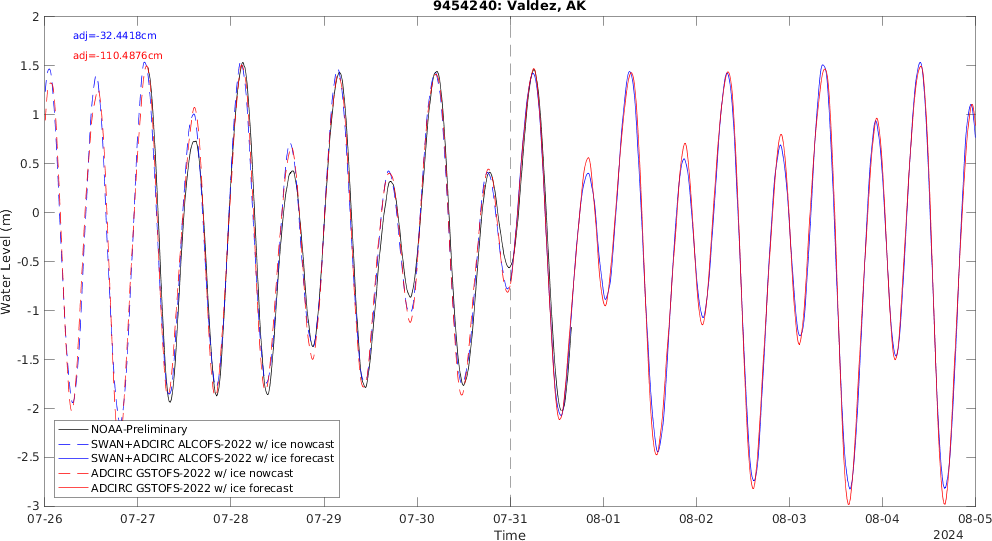 9454240: Valdez, AK
adj=-32.4418cm
adj=-110.4876cm
Water Level (m)
2
1.5
1
0.5
0
-0.5
-1
-1.5
-2
-2.5
-3
NOAA-Preliminary
SWAN+ADCIRC ALCOFS-2022 w/ ice nowcast
SWAN+ADCIRC ALCOFS-2022 w/ ice forecast
ADCIRC GSTOFS-2022 w/ ice nowcast
ADCIRC GSTOFS-2022 w/ ice forecast
07-26 07-27 07-28 07-29 07-30 07-31 08-01 08-02 08-03 08-04 08-05
Time
2024